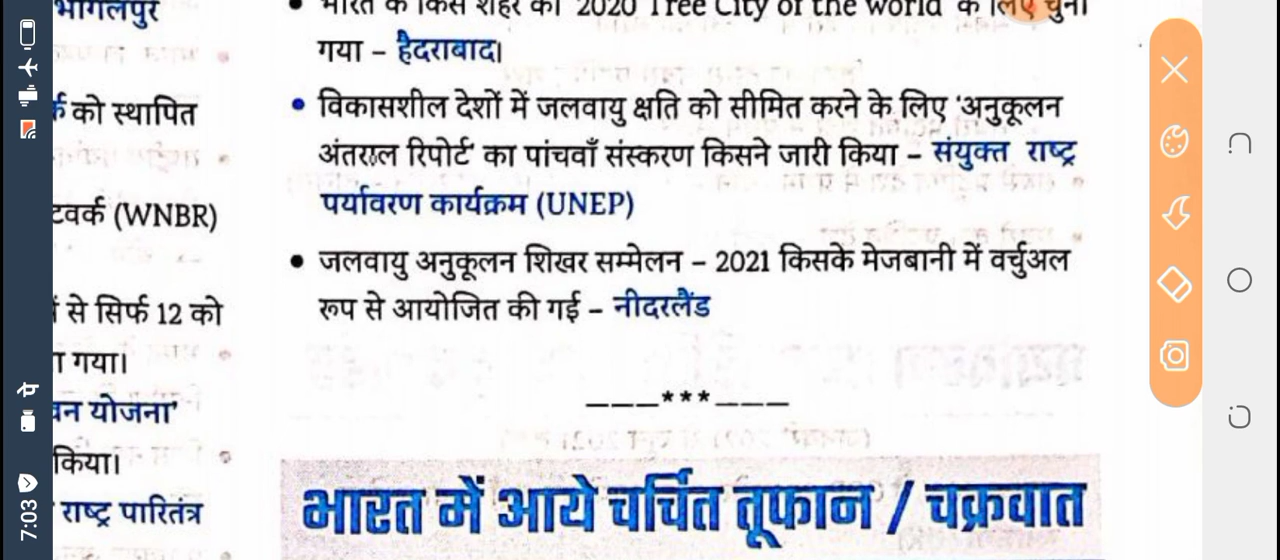 भागलपुर
र्क को स्थापित
टवर्क (WNBR)
से सिर्फ 12 को
गया।
वन योजना'
किया।
राष्ट्र पारितंत्र
भारत के किस शहर को '2020 Tree City of the World' के लिए चुना
गया – हैदराबाद।
• विकासशील देशों में जलवायु क्षति को सीमित करने के लिए 'अनुकूलन
अंतराल रिपोर्ट' का पांचवाँ संस्करण किसने जारी किया – संयुक्त राष्ट्र
पर्यावरण कार्यक्रम (UNEP)
• जलवायु अनुकूलन शिखर सम्मेलन – 2021 किसके मेजबानी में वर्चुअल
रूप से आयोजित की गई – नीदरलैंड
___***___
भारत में आये चर्चित तूफान / चक्रवात
7:03